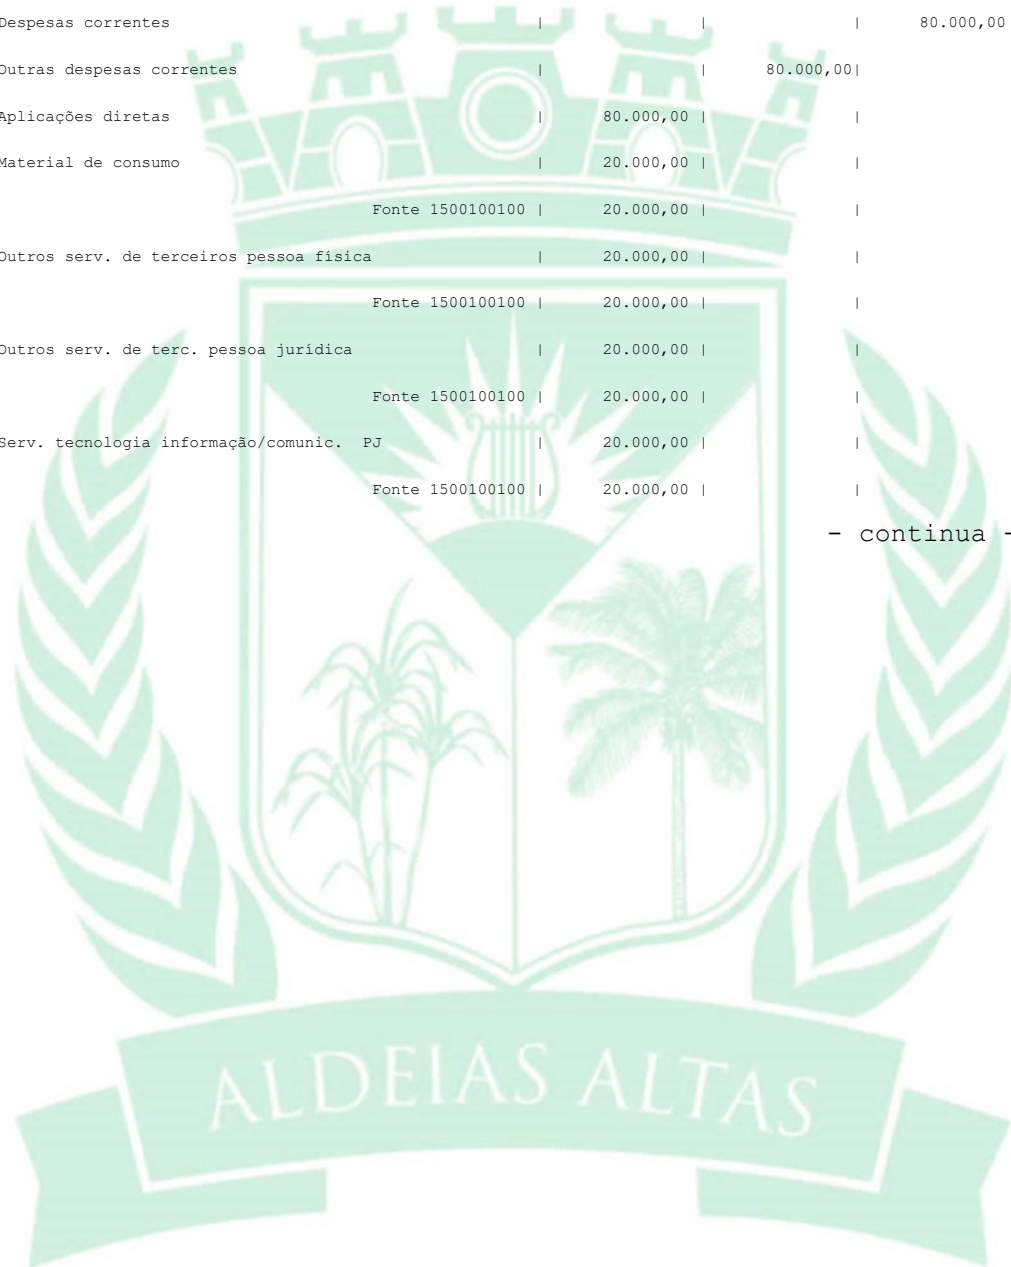 Despesas correntes | | | 80.000,00
Outras despesas correntes | | 80.000,00|
Aplicações diretas | 80.000,00 | |
Material de consumo | 20.000,00 | |
Fonte 1500100100 | 20.000,00 | |
Outros serv. de terceiros pessoa física | 20.000,00 | |
Fonte 1500100100 | 20.000,00 | |
Outros serv. de terc. pessoa jurídica | 20.000,00 | |
Fonte 1500100100 | 20.000,00 | |
Serv. tecnologia informação/comunic. PJ | 20.000,00 | |
Fonte 1500100100 | 20.000,00 | |
- continua -
ALDEIAS ALTAS